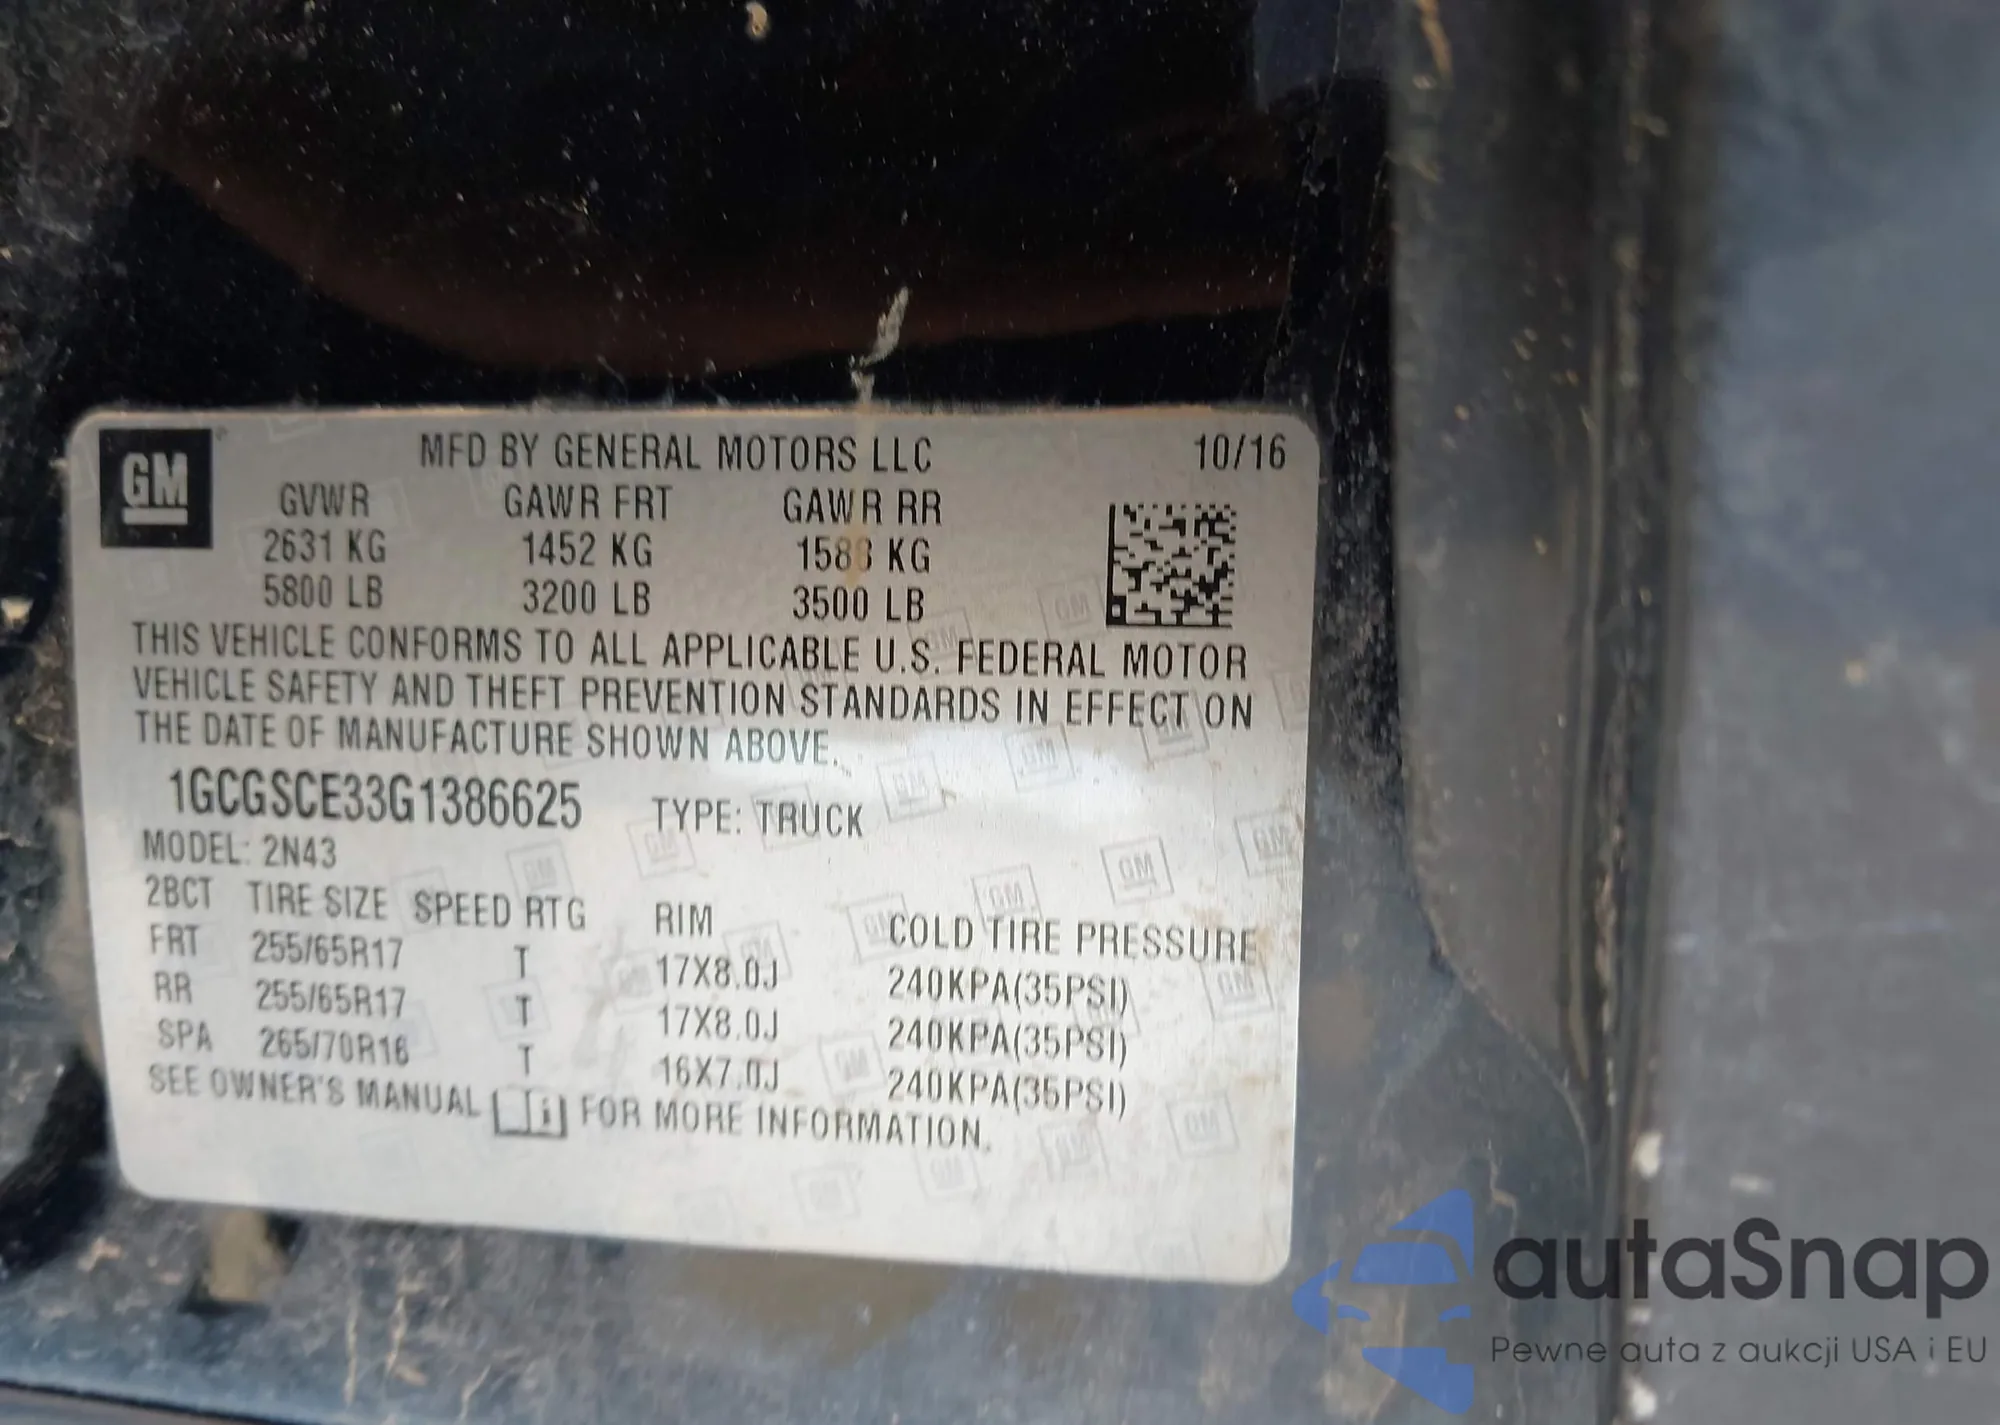 GM
MFD BY GENERAL MOTORS LLC 10/16
GVWR GAWR FRT GAWR RR
2631 KG 1452 KG 1588 KG
5800 LB 3200 LB 3500 LB
THIS VEHICLE CONFORMS TO ALL APPLICABLE U.S. FEDERAL MOTOR
VEHICLE SAFETY AND THEFT PREVENTION STANDARDS IN EFFECT ON
THE DATE OF MANUFACTURE SHOWN ABOVE.
1GCGSCE33G1386625 TYPE: TRUCK
MODEL: 2N43
2BCT TIRE SIZE SPEED RTG RIM COLD TIRE PRESSURE
FRT 255/65R17 T 17X8.0J 240KPA(35PSI)
RR 255/65R17 T 17X8.0J 240KPA(35PSI)
SPA 265/70R16 T 16X7.0J 240KPA(35PSI)
SEE OWNER'S MANUAL i FOR MORE INFORMATION.
autaSnap
Pewne auta z aukcji USA i EU